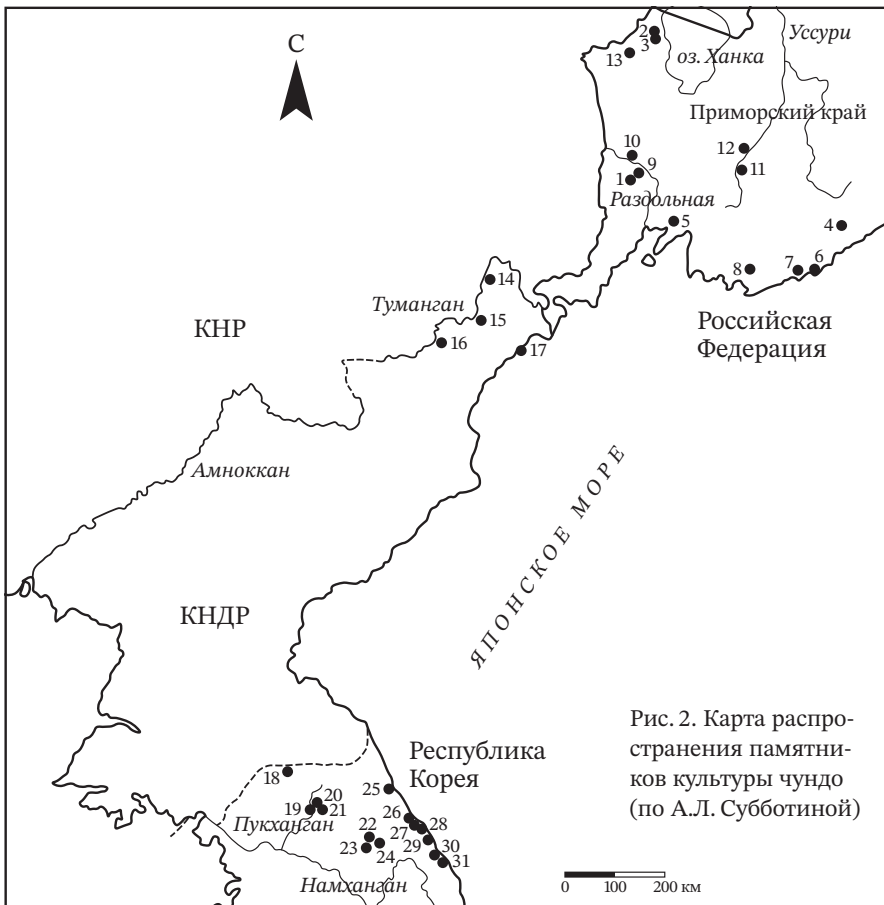 С
2
3
13
оз. Ханка
Уссури
Приморский край
10
9
1
12
11
Раздольная
5
4
8
7
6
14
Туманган
15
16
17
КНР
Российская
Федерация
Амноккан
ЯПОНСКОЕ МОРЕ
КНДР
Республика
Корея
18
25
20
19
21
26
Пукханган
27
28
22
29
30
23
24
31
Намханган
Рис. 2. Карта распро-
странения памятни-
ков культуры чундо
(по А.Л. Субботиной)
0 100 200 км